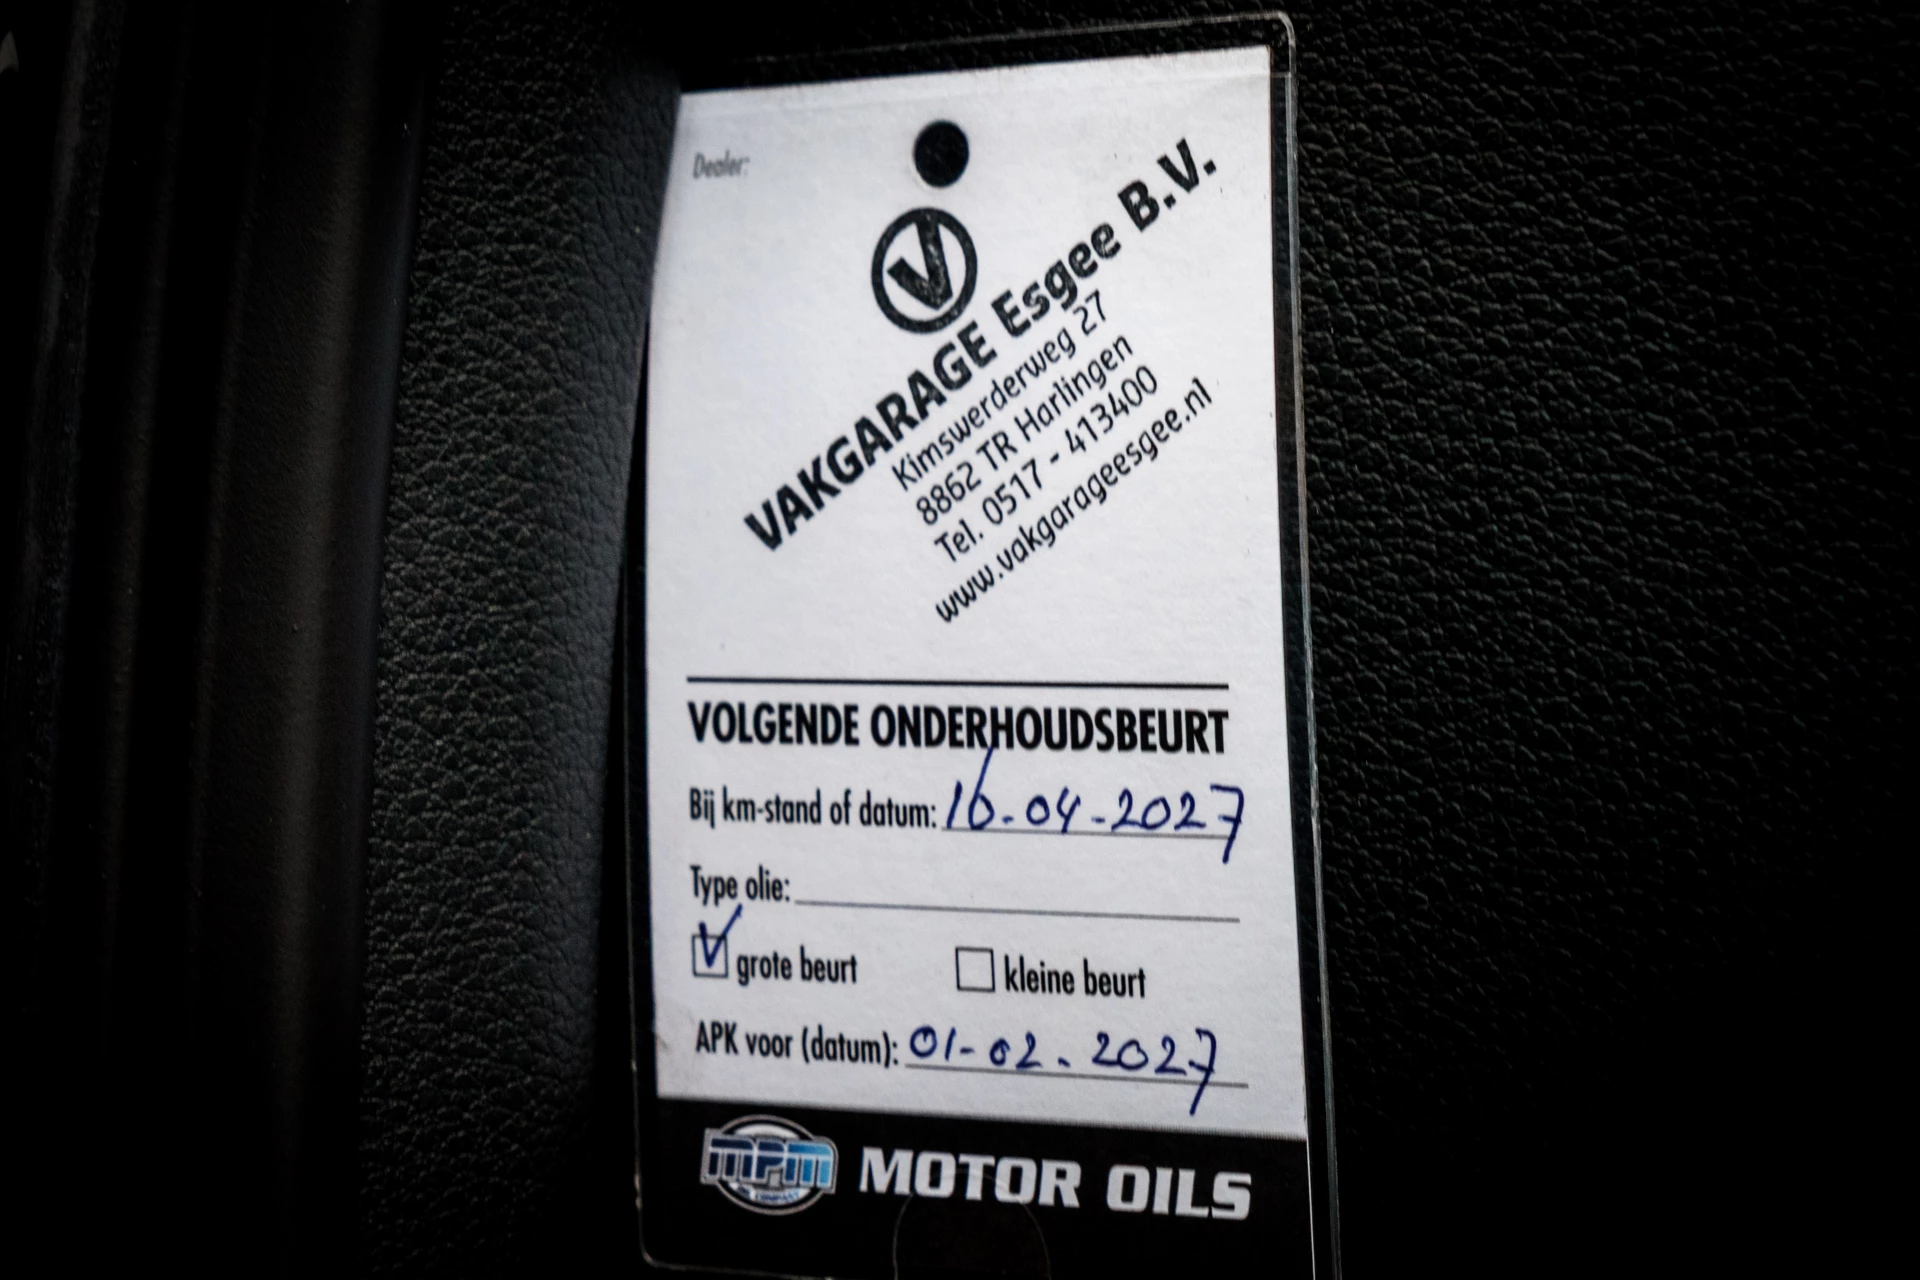 Dealer:
V
VAKGARAGE Esgee B.V.
Kimswerderweg 27
8862 TR Harlingen
Tel. 0517 - 413400
www.vakgarageesgee.nl
VOLGENDE ONDERHOUDSBEURT
Bij km-stand of datum: 16-04-2027
Type olie:
grote beurt kleine beurt
APK voor (datum): 01-02-2027
MPM MOTOR OILS
OIL COMPANY